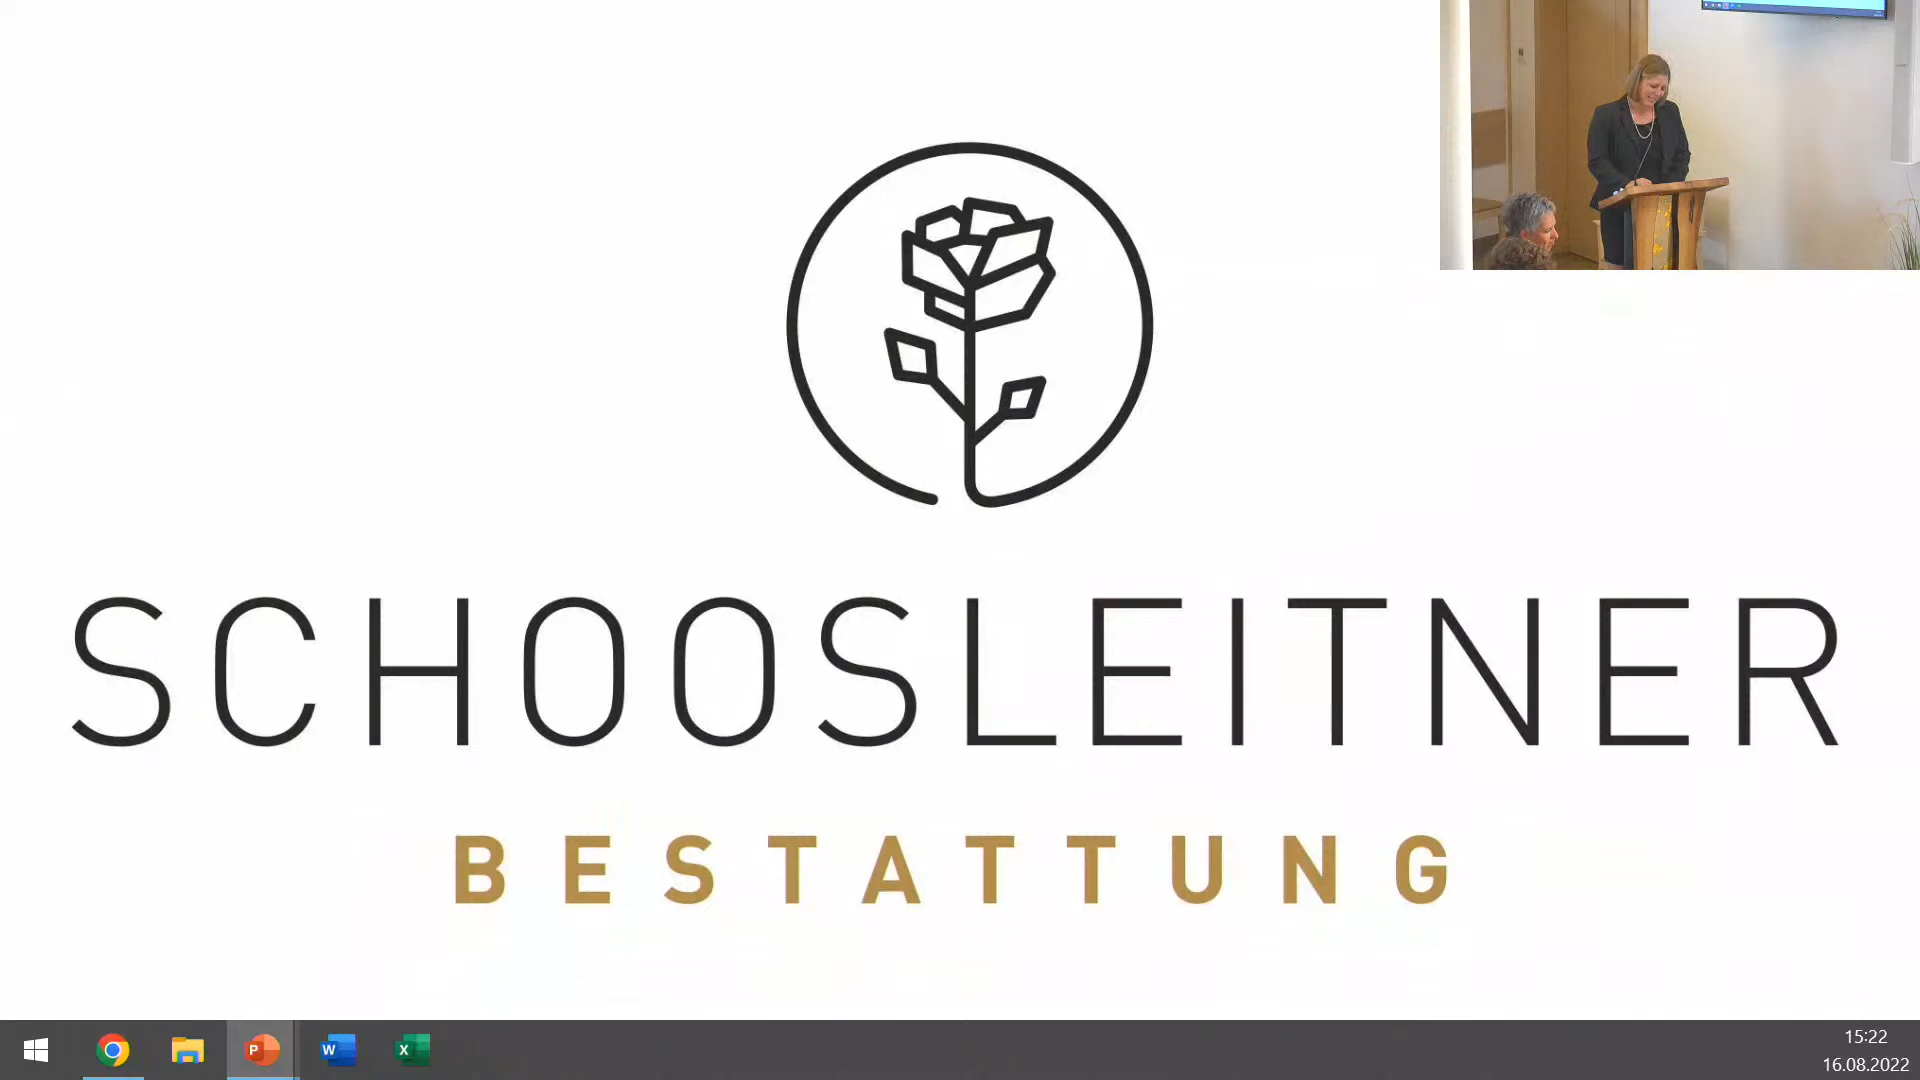 SCHOOSLEITNER
BESTATTUNG
P
W
X
15:22
16.08.2022